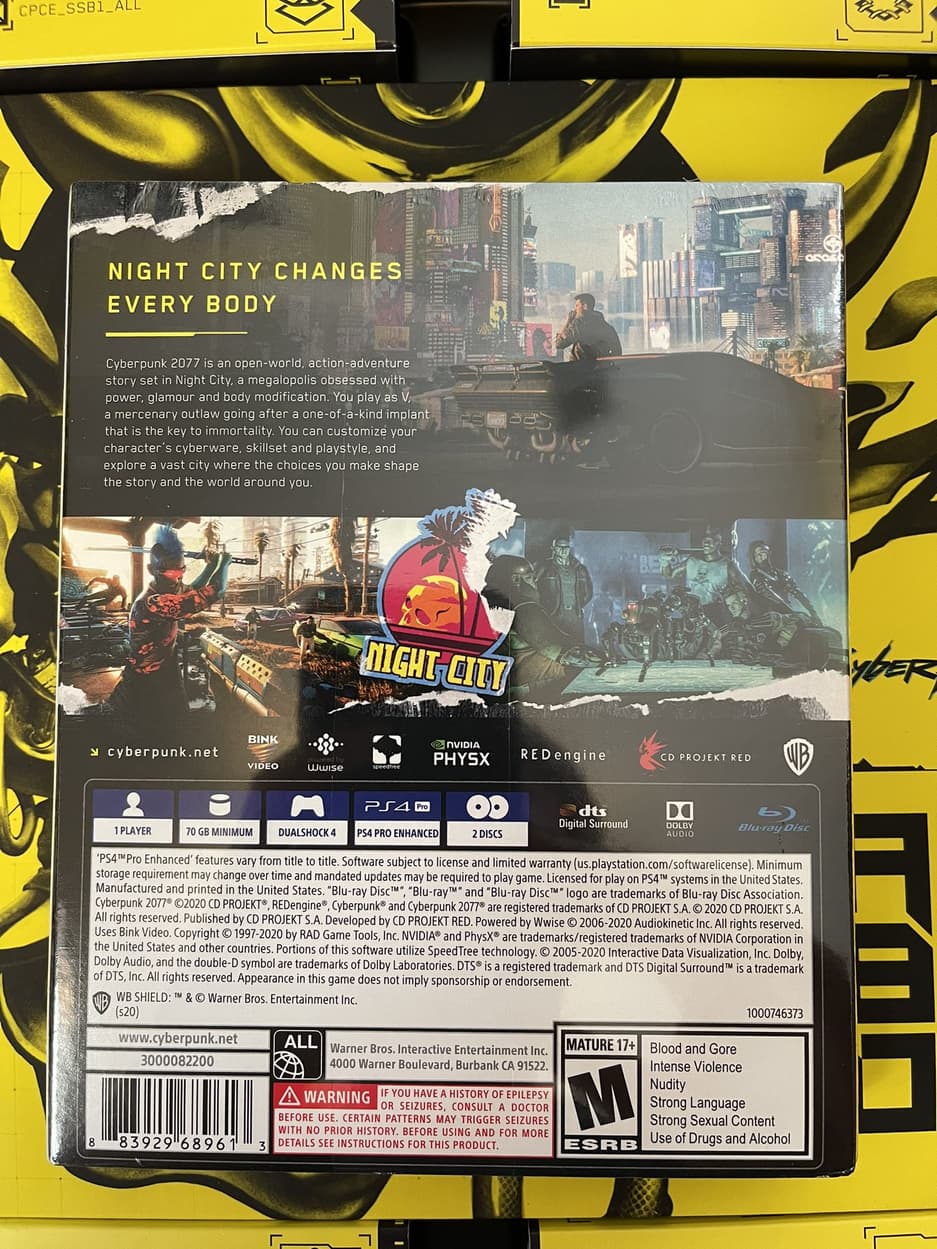 CPCE_SSB1_ALL
NIGHT CITY CHANGES
EVERY BODY
Cyberpunk 2077 is an open-world, action-adventure
story set in Night City, a megalopolis obsessed with
power, glamour and body modification. You play as V,
a mercenary outlaw going after a one-of-a-kind implant
that is the key to immortality. You can customize your
character's cyberware, skillset and playstyle, and
explore a vast city where the choices you make shape
the story and the world around you.
NIGHT CITY
cyberpunk.net
BINK
VIDEO
powered by
Wwise
speedtree
NVIDIA
PHYSX
REDengine
CD PROJEKT RED
WB
1 PLAYER
70 GB MINIMUM
DUALSHOCK 4
PS4 Pro
PS4 PRO ENHANCED
2 DISCS
dts
Digital Surround
DOLBY
AUDIO
Blu-ray Disc
'PS4™Pro Enhanced' features vary from title to title. Software subject to license and limited warranty (us.playstation.com/softwarelicense). Minimum
storage requirement may change over time and mandated updates may be required to play game. Licensed for play on PS4™ systems in the United States.
Manufactured and printed in the United States. "Blu-ray Disc™", "Blu-ray™" and "Blu-ray Disc™" logo are trademarks of Blu-ray Disc Association.
Cyberpunk 2077® ©2020 CD PROJEKT®, REDengine®, Cyberpunk® and Cyberpunk 2077® are registered trademarks of CD PROJEKT S.A. © 2020 CD PROJEKT S.A.
All rights reserved. Published by CD PROJEKT S.A. Developed by CD PROJEKT RED. Powered by Wwise © 2006-2020 Audiokinetic Inc. All rights reserved.
Uses Bink Video. Copyright © 1997-2020 by RAD Game Tools, Inc. NVIDIA® and PhysX® are trademarks/registered trademarks of NVIDIA Corporation in
the United States and other countries. Portions of this software utilize SpeedTree technology. © 2005-2020 Interactive Data Visualization, Inc. Dolby,
Dolby Audio, and the double-D symbol are trademarks of Dolby Laboratories. DTS® is a registered trademark and DTS Digital Surround™ is a trademark
of DTS, Inc. All rights reserved. Appearance in this game does not imply sponsorship or endorsement.
WB SHIELD: ™ & © Warner Bros. Entertainment Inc.
(s20)
1000746373
www.cyberpunk.net
3000082200
8 83929 68961 3
ALL
Warner Bros. Interactive Entertainment Inc.
4000 Warner Boulevard, Burbank CA 91522.
WARNING IF YOU HAVE A HISTORY OF EPILEPSY
OR SEIZURES, CONSULT A DOCTOR
BEFORE USE. CERTAIN PATTERNS MAY TRIGGER SEIZURES
WITH NO PRIOR HISTORY. BEFORE USING AND FOR MORE
DETAILS SEE INSTRUCTIONS FOR THIS PRODUCT.
MATURE 17+
M
ESRB
Blood and Gore
Intense Violence
Nudity
Strong Language
Strong Sexual Content
Use of Drugs and Alcohol